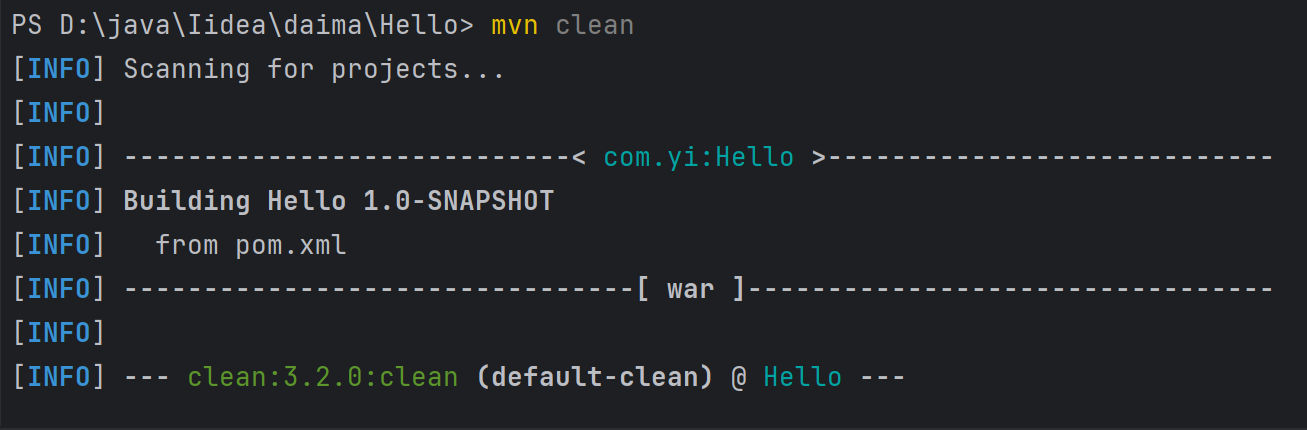 PS D:\java\Iidea\daima\Hello> mvn clean
[INFO] Scanning for projects...
[INFO]
[INFO] ----------------------------< com.yi:Hello >----------------------------
[INFO] Building Hello 1.0-SNAPSHOT
[INFO]   from pom.xml
[INFO] --------------------------------[ war ]---------------------------------
[INFO]
[INFO] --- clean:3.2.0:clean (default-clean) @ Hello ---